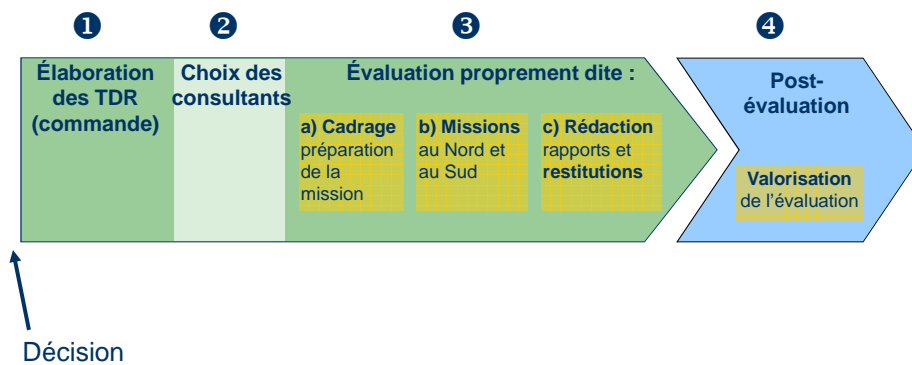 ❶
❷
❸
❹
Élaboration
des TDR
(commande)
Choix des
consultants
Évaluation proprement dite :
a) Cadrage
préparation
de la
mission
b) Missions
au Nord et
au Sud
c) Rédaction
rapports et
restitutions
Post-
évaluation
Valorisation
de l'évaluation
Décision